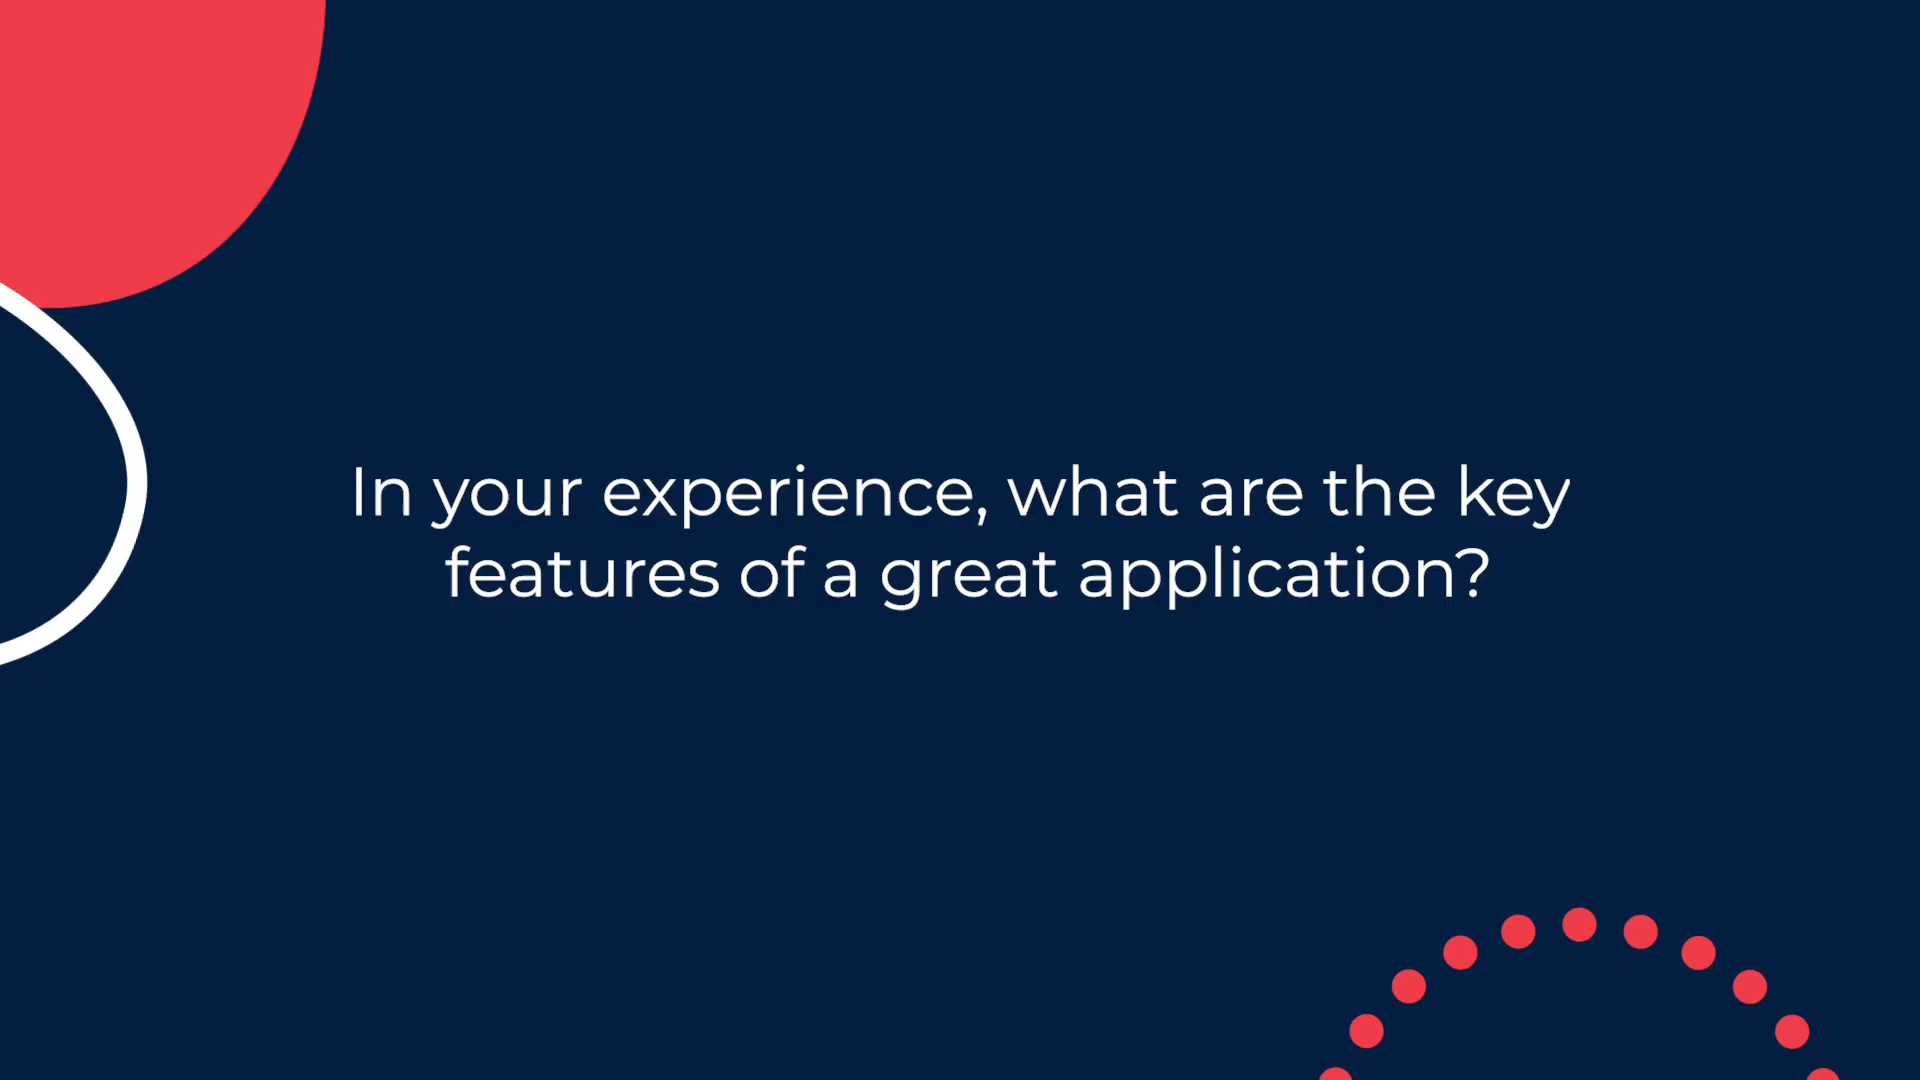 In your experience, what are the key
features of a great application?